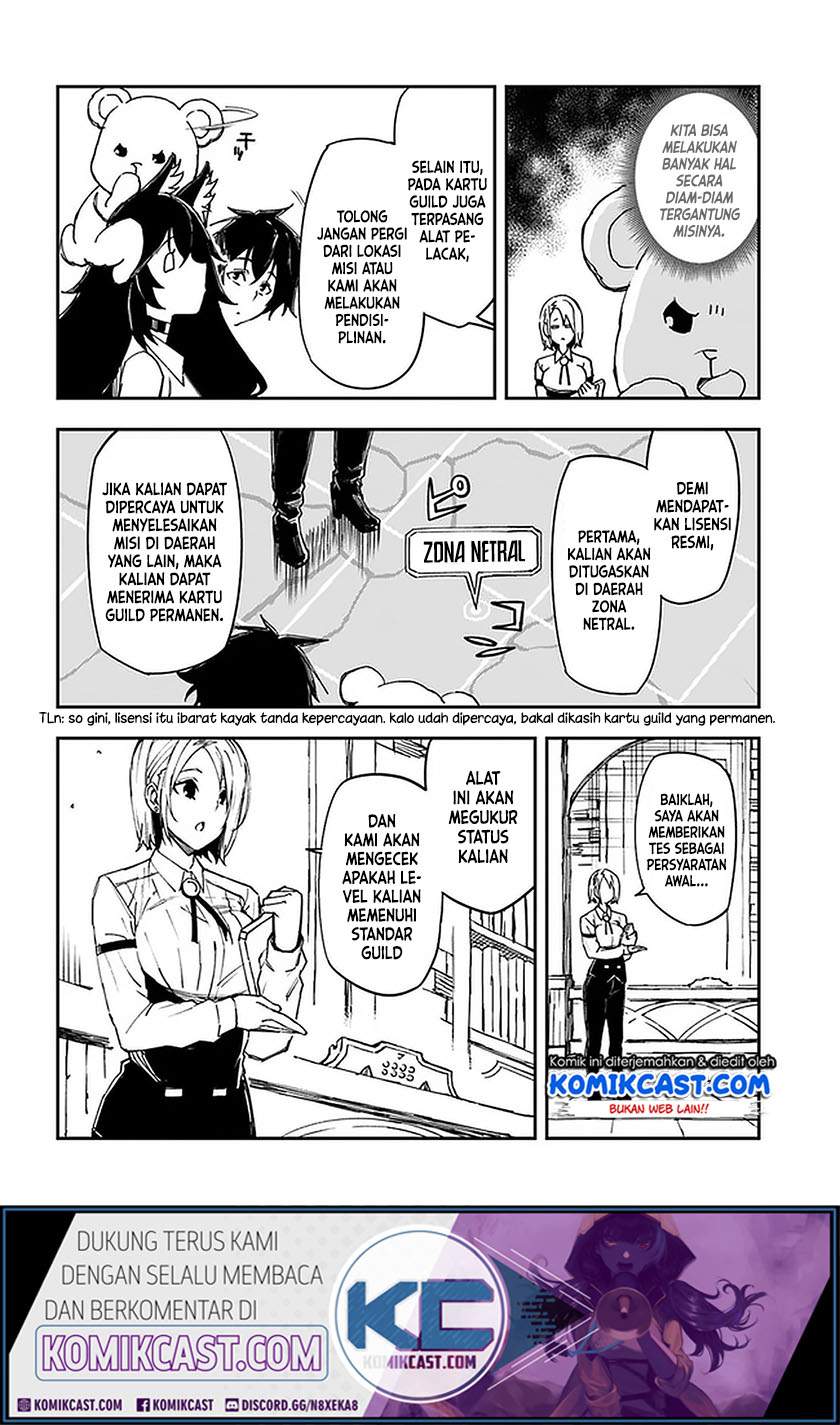 KITA BISA
MELAKUKAN
BANYAK HAL
SECARA
DIAM-DIAM
TERGANTUNG
MISINYA.
SELAIN ITU,
PADA KARTU
GUILD JUGA
TERPASANG
ALAT PE-
LACAK,
TOLONG
JANGAN PERGI
DARI LOKASI
MISI ATAU
KAMI AKAN
MELAKUKAN
PENDISI-
PLINAN.
DEMI
MENDAPAT-
KAN LISENSI
RESMI,
PERTAMA,
KALIAN AKAN
DITUGASKAN
DI DAERAH
ZONA
NETRAL.
ピコ
ZONA NETRAL
JIKA KALIAN DAPAT
DIPERCAYA UNTUK
MENYELESAIKAN
MISI DI DAERAH
YANG LAIN, MAKA
KALIAN DAPAT
MENERIMA KARTU
GUILD PERMANEN.
TLn: so gini, lisensi itu ibarat kayak tanda kepercayaan. kalo udah dipercaya, bakal dikasih kartu guild yang permanen.
BAIKLAH,
SAYA AKAN
MEMBERIKAN
TES SEBAGAI
PERSYARATAN
AWAL...
ALAT
INI AKAN
MEGUKUR
STATUS
KALIAN
DAN
KAMI AKAN
MENGECEK
APAKAH LE-
VEL KALIAN
MEMENUHI
STANDAR
GUILD
Komik ini diterjemahkan & diedit oleh
KOMIKCAST.COM
BUKAN WEB LAIN!!
DUKUNG TERUS KAMI
DENGAN SELALU MEMBACA
DAN BERKOMENTAR DI
KOMIKCAST.COM
KC
KOMIKCAST.COM
KOMIKCAST.COM KOMIKCAST DISCORD.GG/N8XEKA8